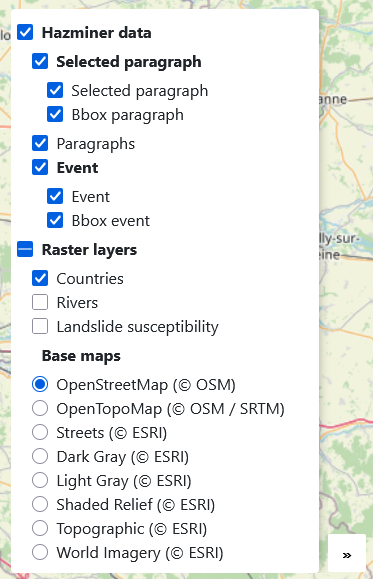 Hazminer data
Selected paragraph
Selected paragraph
Bbox paragraph
Paragraphs
Event
Event
Bbox event
Raster layers
Countries
Rivers
Landslide susceptibility
Base maps
OpenStreetMap (© OSM)
OpenTopoMap (© OSM / SRTM)
Streets (© ESRI)
Dark Gray (© ESRI)
Light Gray (© ESRI)
Shaded Relief (© ESRI)
Topographic (© ESRI)
World Imagery (© ESRI)
anne
lly-sur-
eine
»